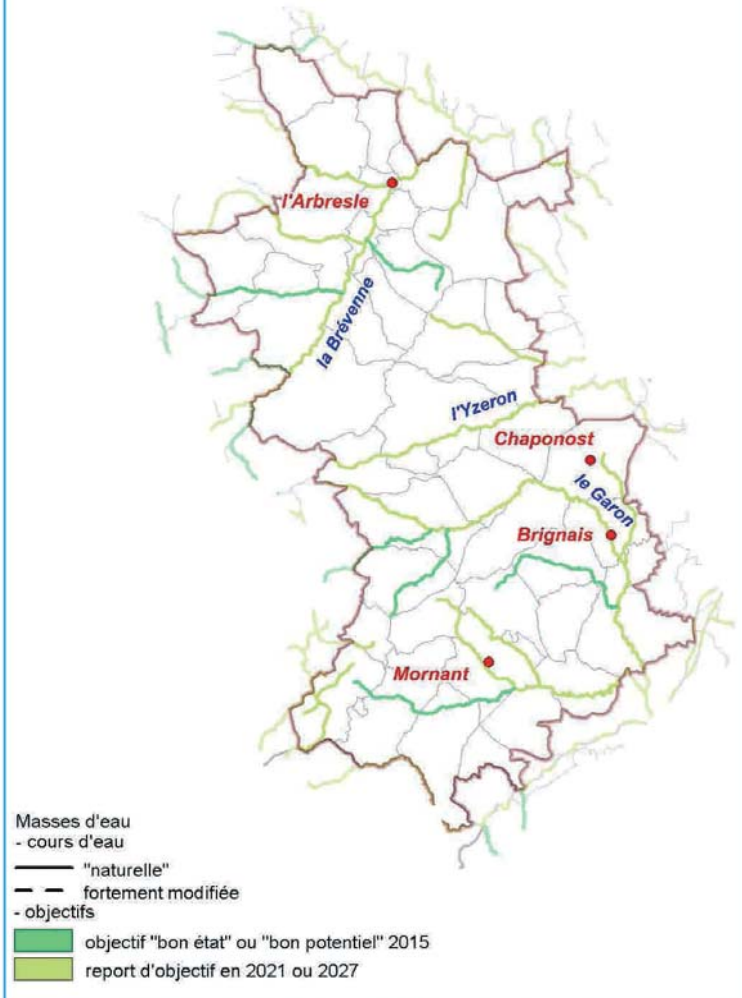 l'Arbresle
la Brévenne
l'Yzeron
Chaponost
le Garon
Brignais
Mornant
Masses d'eau
- cours d'eau
"naturelle"
fortement modifiée
- objectifs
objectif "bon état" ou "bon potentiel" 2015
report d'objectif en 2021 ou 2027